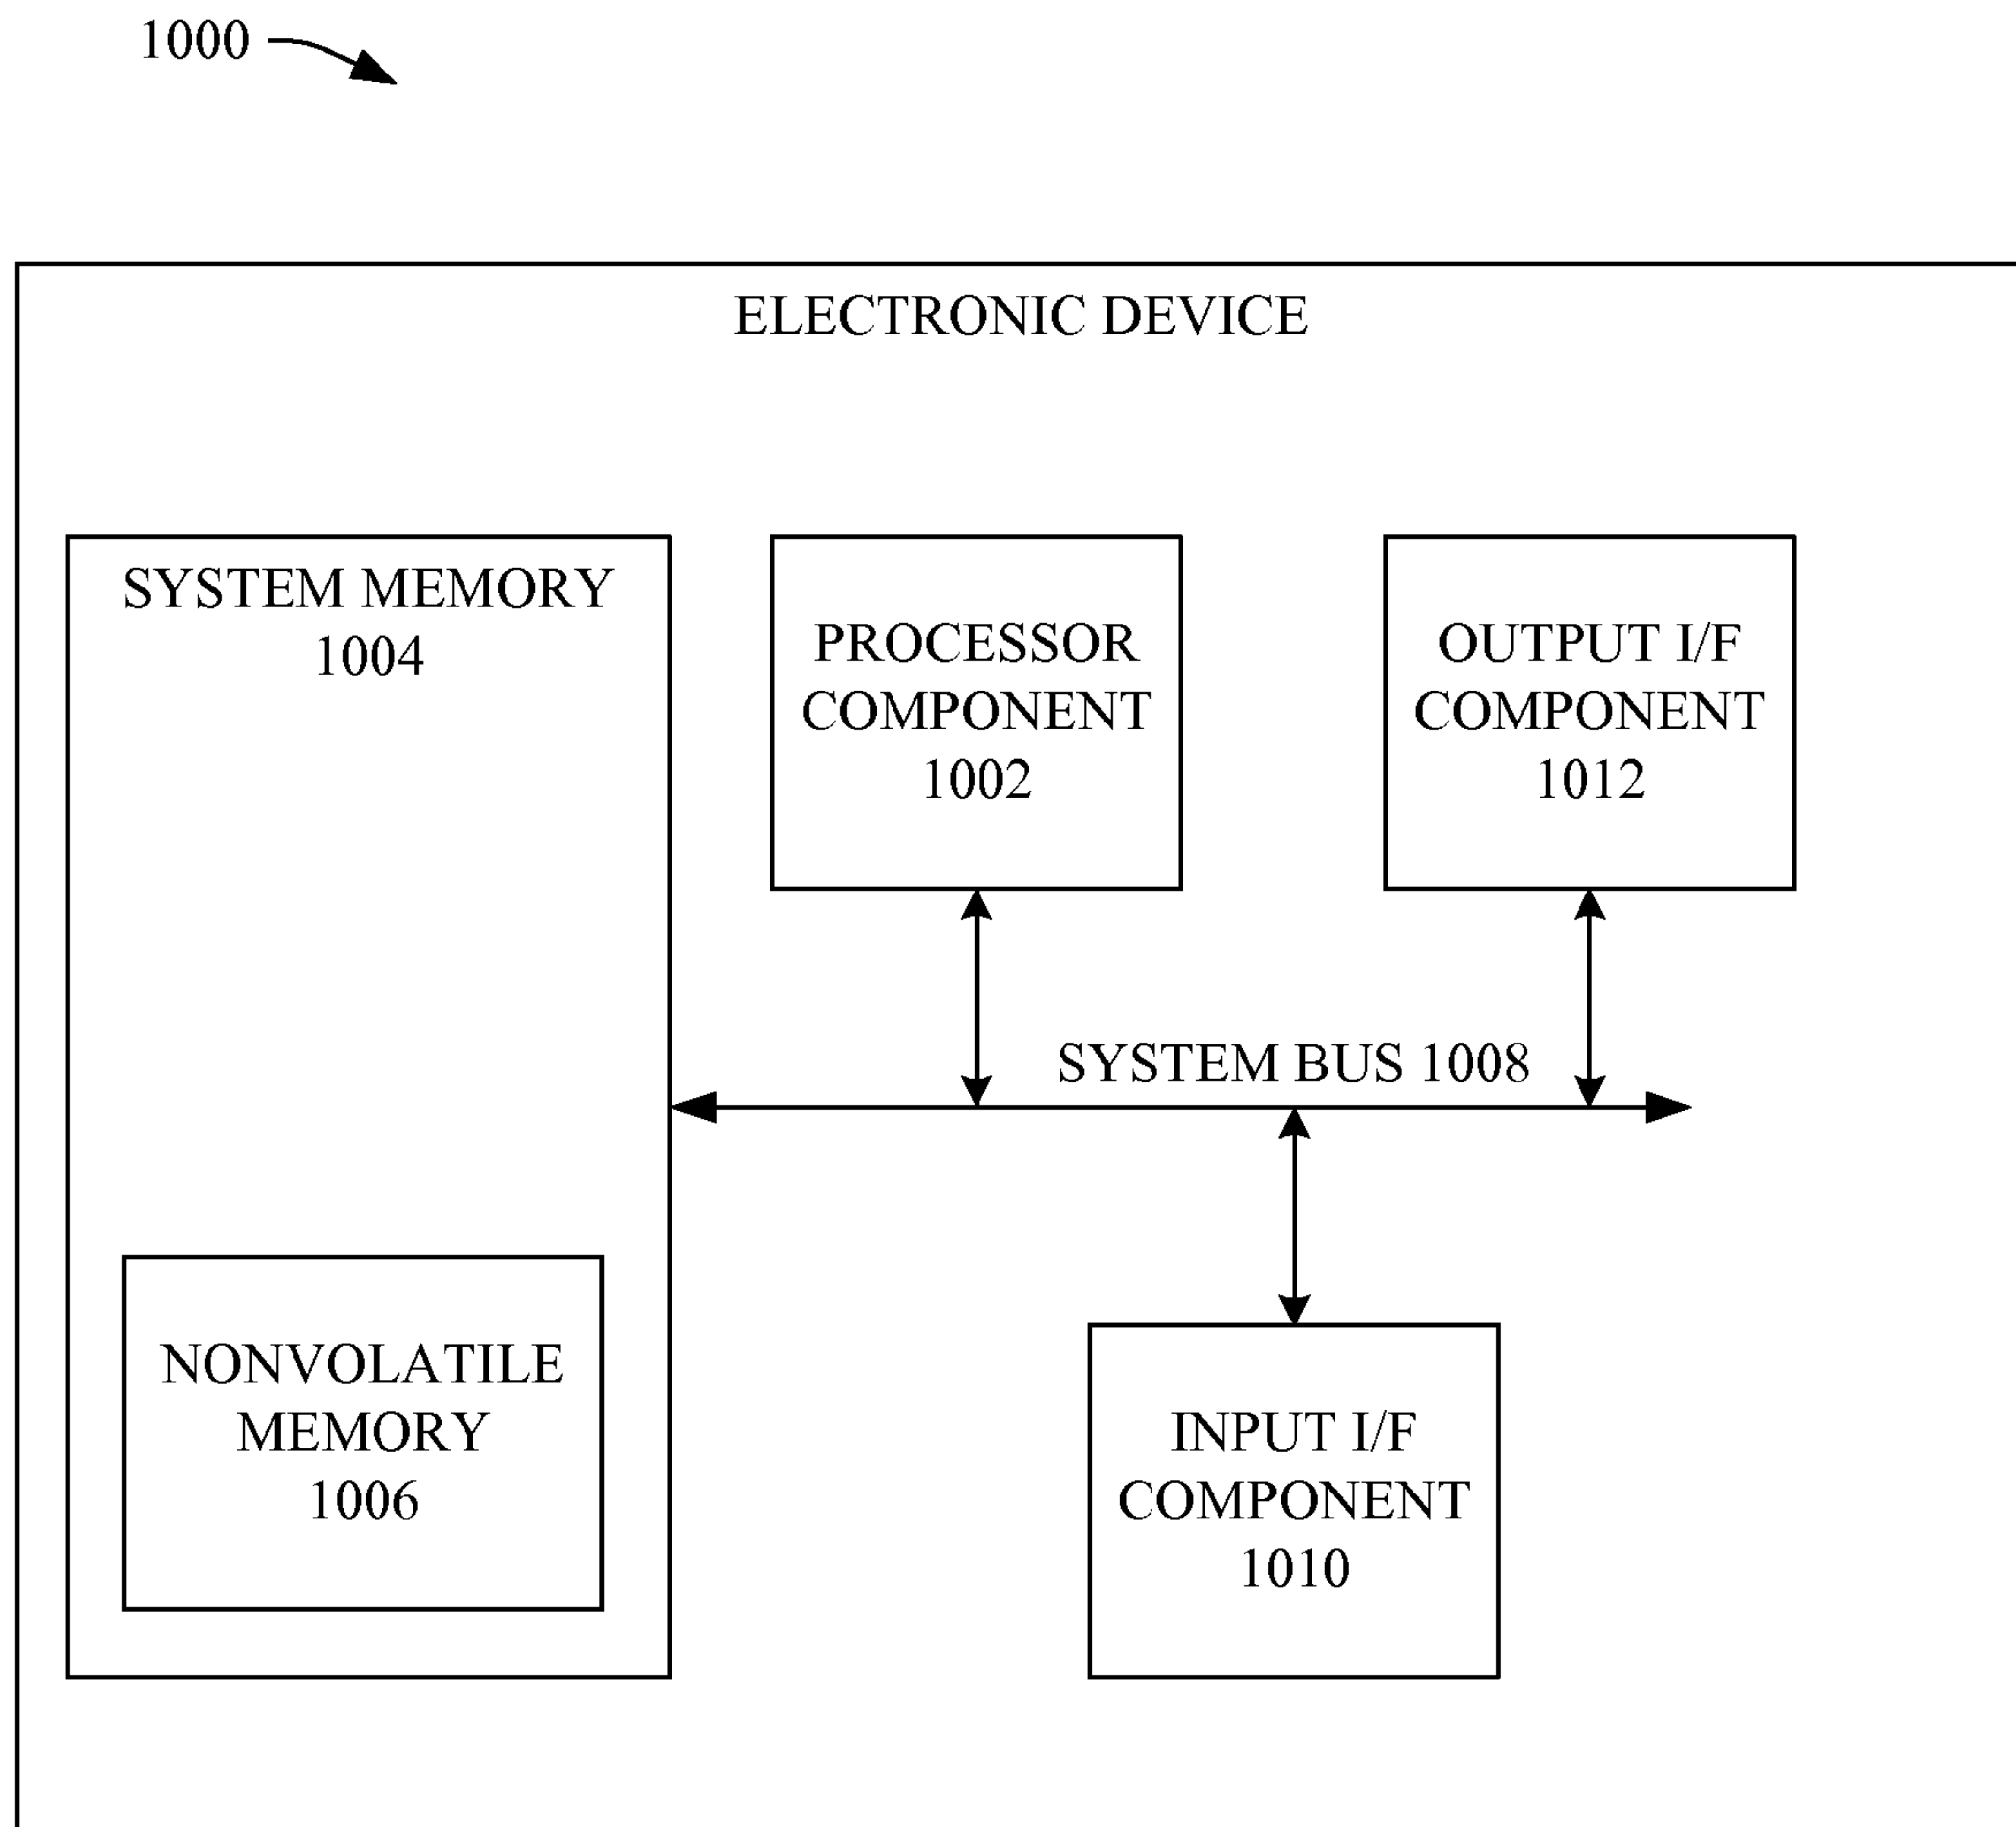 1000
ELECTRONIC DEVICE
SYSTEM MEMORY
1004
PROCESSOR
COMPONENT
1002
OUTPUT I/F
COMPONENT
1012
SYSTEM BUS 1008
NONVOLATILE
MEMORY
1006
INPUT I/F
COMPONENT
1010